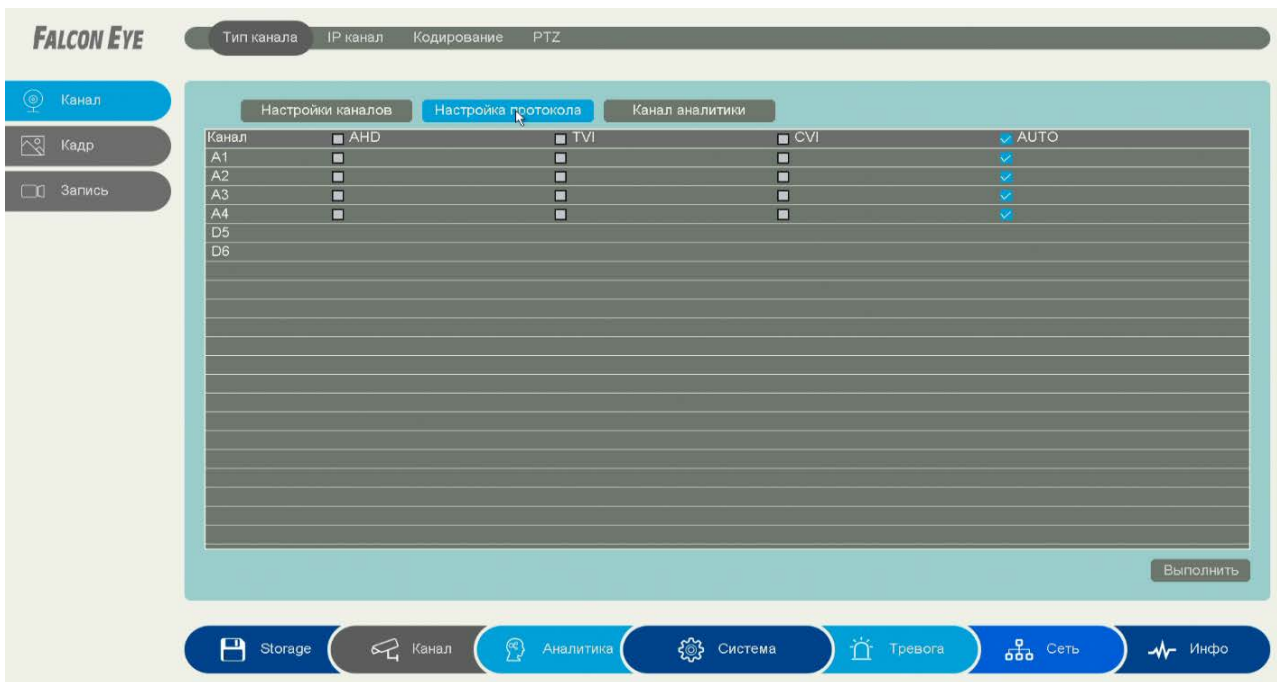 FALCON EYE
Тип канала IP канал Кодирование PTZ
Канал
Кадр
Запись
Настройки каналов Настройка протокола Канал аналитики
Канал AHD TVI CVI AUTO
A1
A2
A3
A4
D5
D6
Выполнить
Storage Канал Аналитика Система Тревога Сеть Инфо